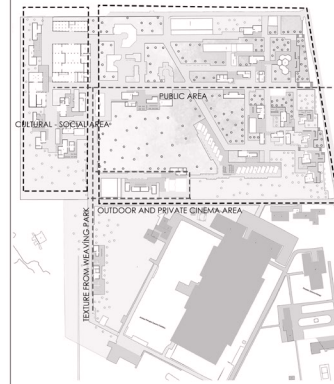 PUBLIC AREA
CULTURAL - SOCIAL AREA
OUTDOOR AND PRIVATE CINEMA AREA
TEXTURE FROM WEAVING PARK